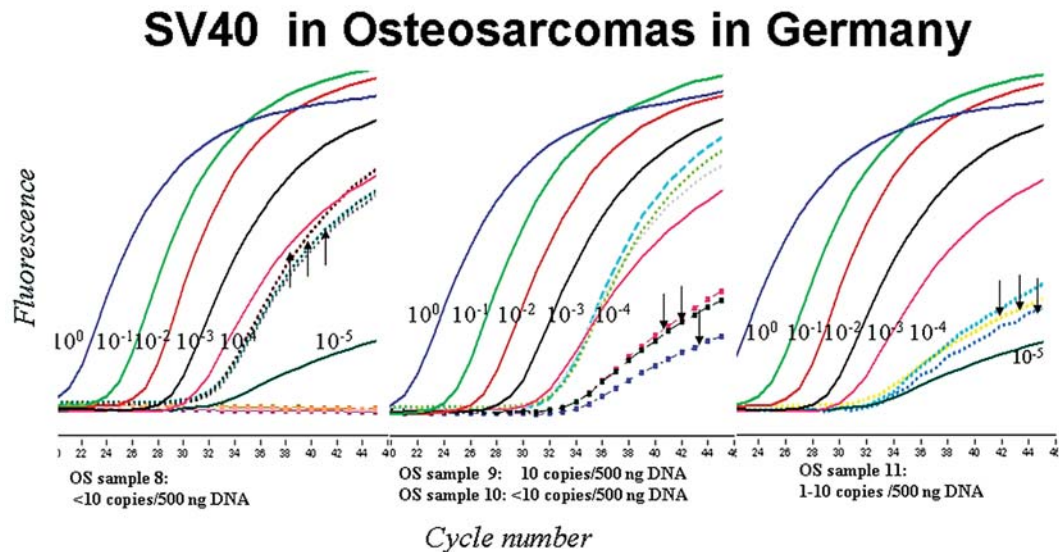 SV40 in Osteosarcomas in Germany
Fluorescence
10⁰ 10⁻¹ 10⁻² 10⁻³ 10⁻⁴ 10⁻⁵
10⁰ 10⁻¹ 10⁻² 10⁻³ 10⁻⁴
10⁰ 10⁻¹ 10⁻² 10⁻³ 10⁻⁴ 10⁻⁵
20 22 24 26 28 30 32 34 36 38 40 42 44 46
20 22 24 26 28 30 32 34 36 38 40 42 44 46
24 26 28 30 32 34 36 38 40 42 44 46
OS sample 8:
<10 copies/500 ng DNA
OS sample 9: 10 copies/500 ng DNA
OS sample 10: <10 copies/500 ng DNA
OS sample 11:
1-10 copies /500 ng DNA
Cycle number